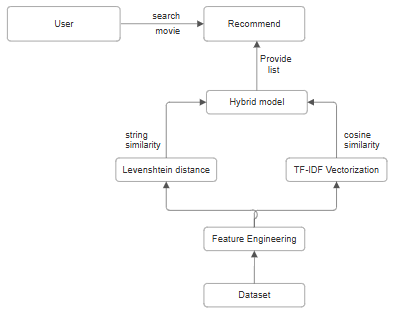 User
search
movie
Recommend
Provide
list
Hybrid model
string
similarity
cosine
similarity
Levenshtein distance
TF-IDF Vectorization
Feature Engineering
Dataset